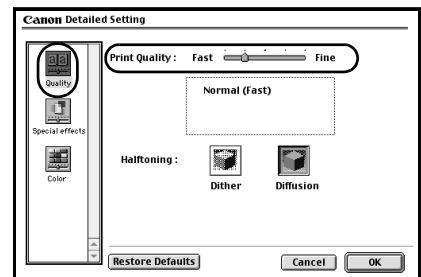 Canon Detailed Setting
Print Quality : Fast Fine
Quality
Normal (Fast)
Special effects
Halftoning :
Dither Diffusion
Color
Restore Defaults Cancel OK